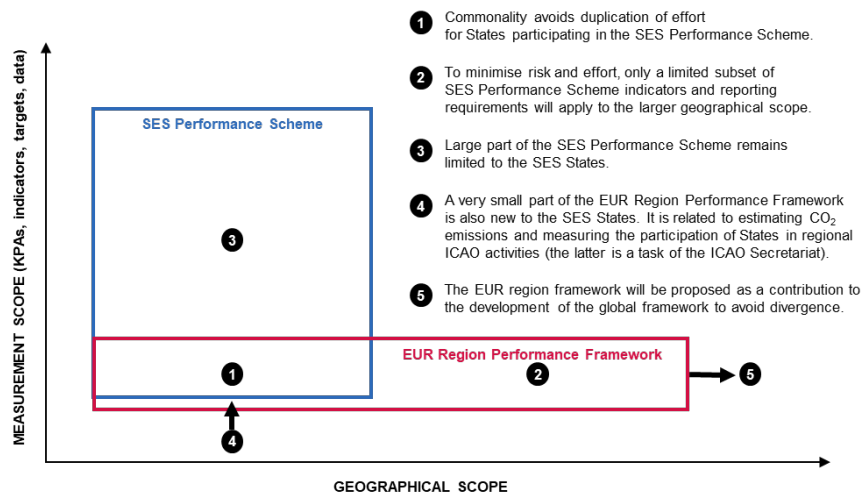 1 Commonality avoids duplication of effort
for States participating in the SES Performance Scheme.
2 To minimise risk and effort, only a limited subset of
SES Performance Scheme indicators and reporting
requirements will apply to the larger geographical scope.
3 Large part of the SES Performance Scheme remains
limited to the SES States.
4 A very small part of the EUR Region Performance Framework
is also new to the SES States. It is related to estimating CO₂
emissions and measuring the participation of States in regional
ICAO activities (the latter is a task of the ICAO Secretariat).
5 The EUR region framework will be proposed as a contribution to
the development of the global framework to avoid divergence.
MEASUREMENT SCOPE (KPAs, indicators, targets, data)
SES Performance Scheme
3
EUR Region Performance Framework
1
2
5
4
GEOGRAPHICAL SCOPE